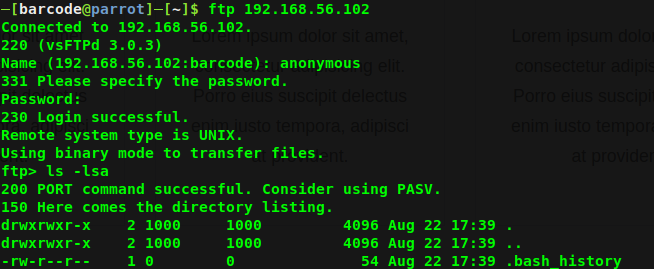 ─[barcode@parrot]─[~]$ ftp 192.168.56.102
Connected to 192.168.56.102.
220 (vsFTPd 3.0.3)
Name (192.168.56.102:barcode): anonymous
331 Please specify the password.
Password:
230 Login successful.
Remote system type is UNIX.
Using binary mode to transfer files.
ftp> ls -lsa
200 PORT command successful. Consider using PASV.
150 Here comes the directory listing.
drwxrwxr-x    2 1000     1000         4096 Aug 22 17:39 .
drwxrwxr-x    2 1000     1000         4096 Aug 22 17:39 ..
-rw-r--r--    1 0        0              54 Aug 22 17:39 .bash_history
Lorem ipsum dolor sit amet,
elit.
Porro eius suscipit delectus
enim iusto tempora, adipisci
at provident.
Lorem ipsum
consectetur adipis
Porro eius suscipit
enim iusto tempora
at provider